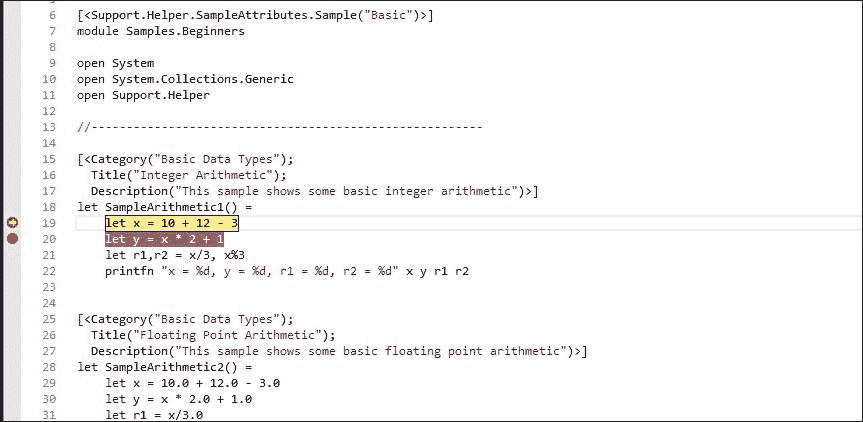 6 [<Support.Helper.SampleAttributes.Sample("Basic")>]
7 module Samples.Beginners
8
9 open System
10 open System.Collections.Generic
11 open Support.Helper
12
13 //--------------------------------------------------------
14
15 [<Category("Basic Data Types");
16 Title("Integer Arithmetic");
17 Description("This sample shows some basic integer arithmetic")>]
18 let SampleArithmetic1() =
19 let x = 10 + 12 - 3
20 let y = x * 2 + 1
21 let r1,r2 = x/3, x%3
22 printfn "x = %d, y = %d, r1 = %d, r2 = %d" x y r1 r2
23
24
25 [<Category("Basic Data Types");
26 Title("Floating Point Arithmetic");
27 Description("This sample shows some basic floating point arithmetic")>]
28 let SampleArithmetic2() =
29 let x = 10.0 + 12.0 - 3.0
30 let y = x * 2.0 + 1.0
31 let r1 = x/3.0